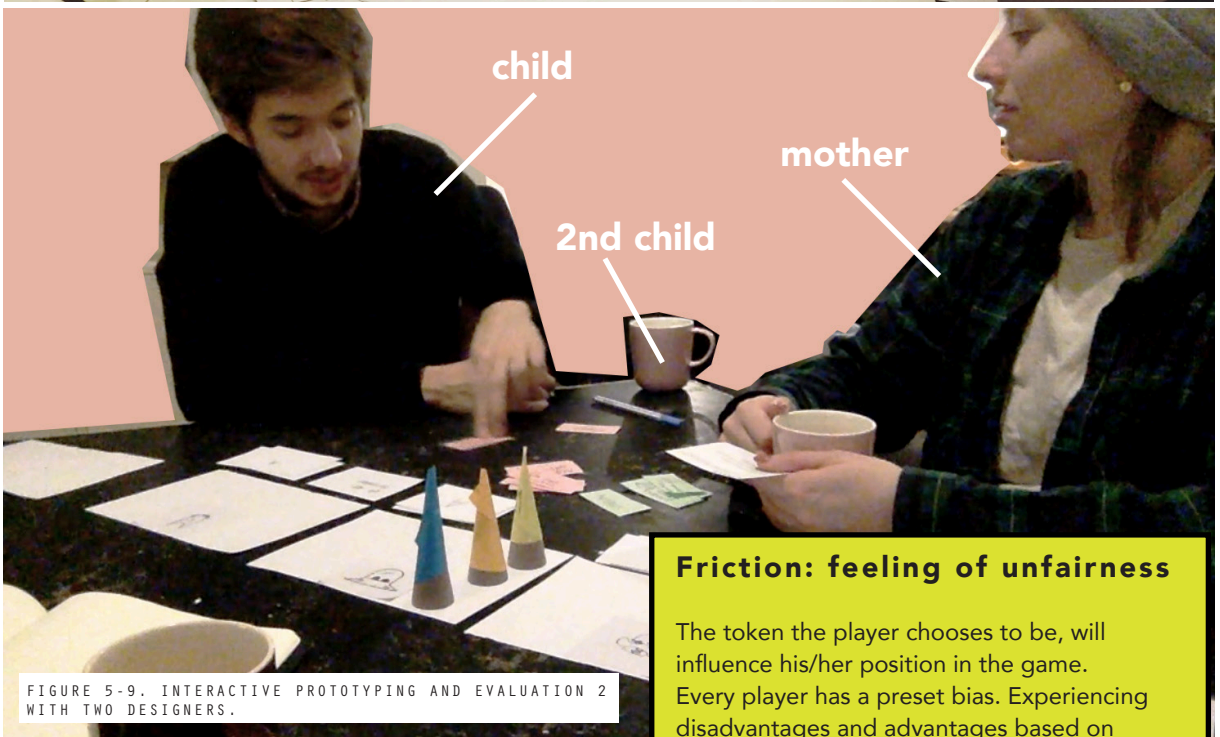 child
mother
2nd child
Friction: feeling of unfairness
The token the player chooses to be, will
influence his/her position in the game.
Every player has a preset bias. Experiencing
disadvantages and advantages based on
FIGURE 5-9. INTERACTIVE PROTOTYPING AND EVALUATION 2
WITH TWO DESIGNERS.